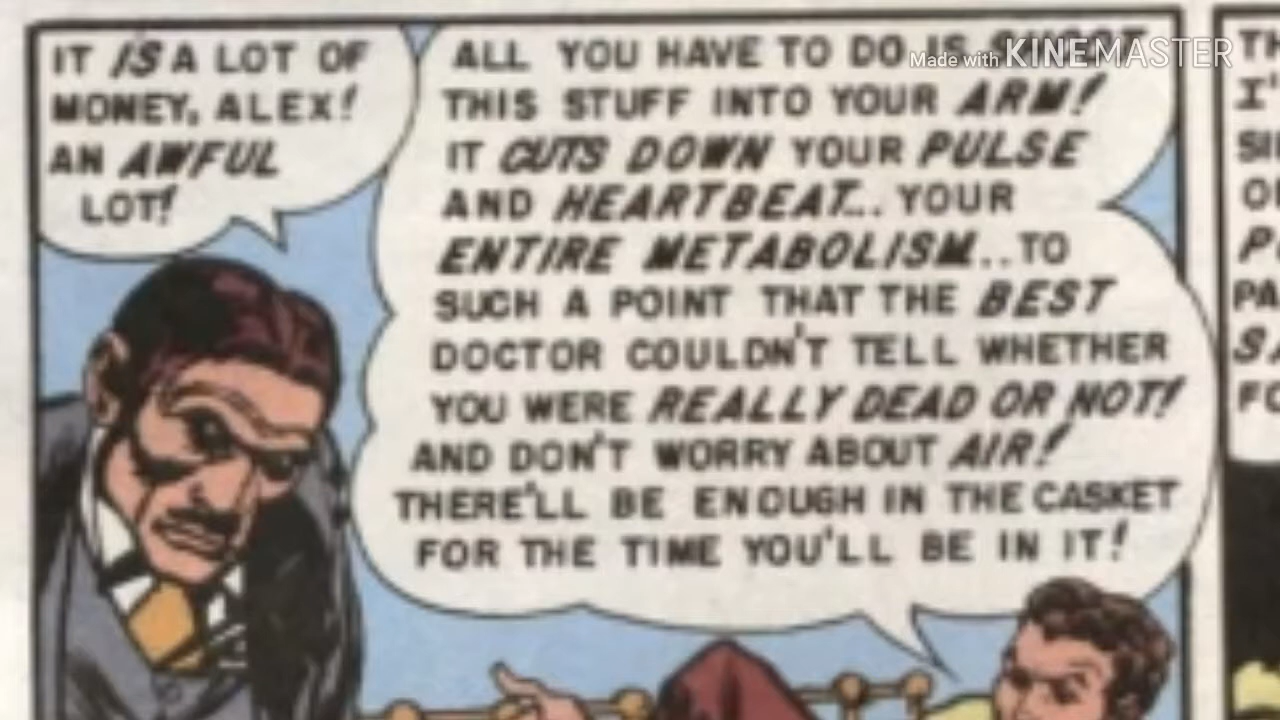 IT IS A LOT OF
MONEY, ALEX!
AN AWFUL
LOT!
ALL YOU HAVE TO DO IS
THIS STUFF INTO YOUR ARM!
IT CUTS DOWN YOUR PULSE
AND HEARTBEAT... YOUR
ENTIRE METABOLISM...TO
SUCH A POINT THAT THE BEST
DOCTOR COULDN'T TELL WHETHER
YOU WERE REALLY DEAD OR NOT!
AND DON'T WORRY ABOUT AIR!
THERE'LL BE ENOUGH IN THE CASKET
FOR THE TIME YOU'LL BE IN IT!
Made with KINEMASTER